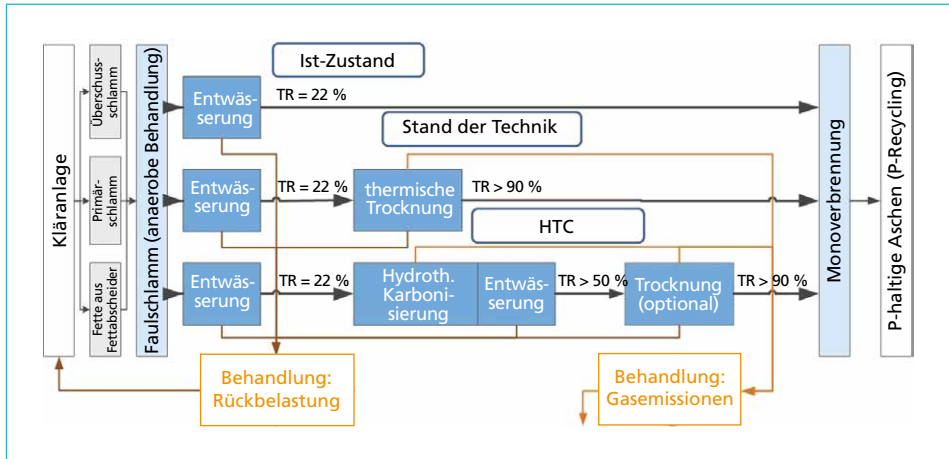 Kläranlage
Überschuss-
schlamm
Primär-
schlamm
Fette aus
Fettabscheider
Faulschlamm (anaerobe Behandlung)
Ist-Zustand
Entwäs-
serung
TR = 22 %
Stand der Technik
Entwäs-
serung
TR = 22 %
thermische
Trocknung
TR > 90 %
HTC
Entwäs-
serung
TR = 22 %
Hydroth.
Karboni-
sierung
Entwäs-
serung
TR > 50 %
Trocknung
(optional)
TR > 90 %
Monoverbrennung
P-haltige Aschen (P-Recycling)
Behandlung:
Rückbelastung
Behandlung:
Gasemissionen